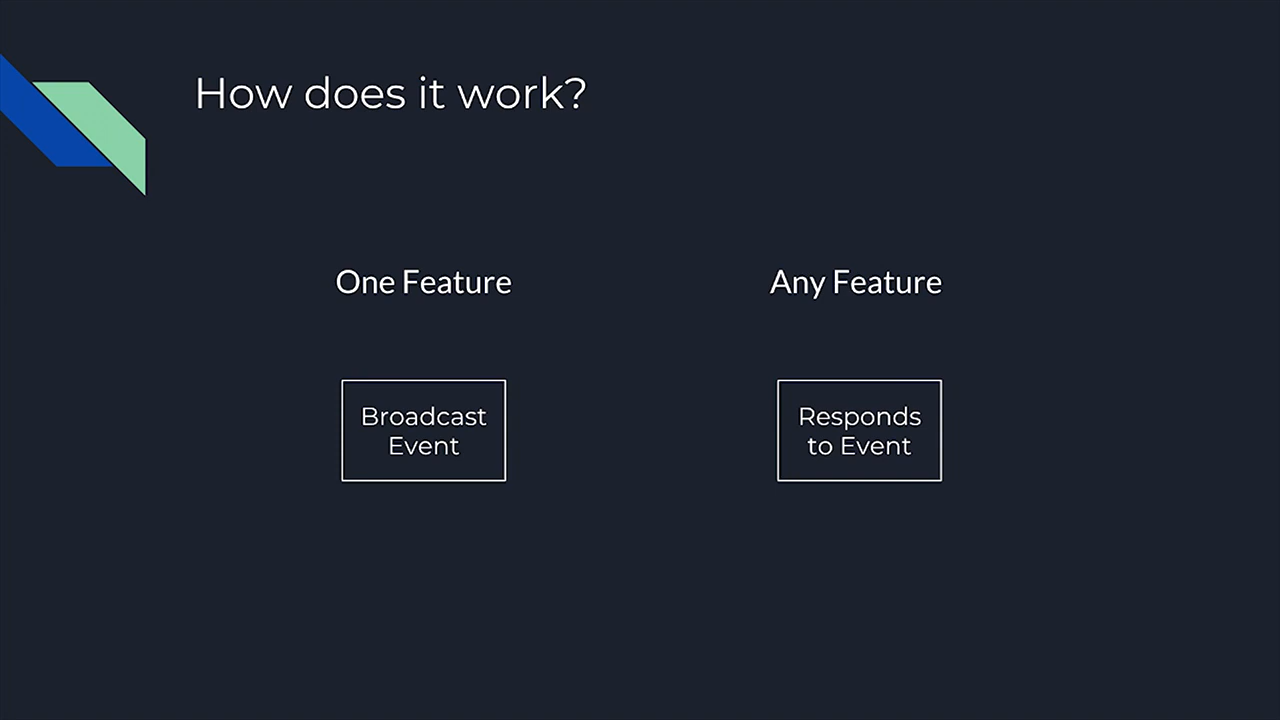 How does it work?
One Feature
Any Feature
Broadcast
Event
Responds
to Event